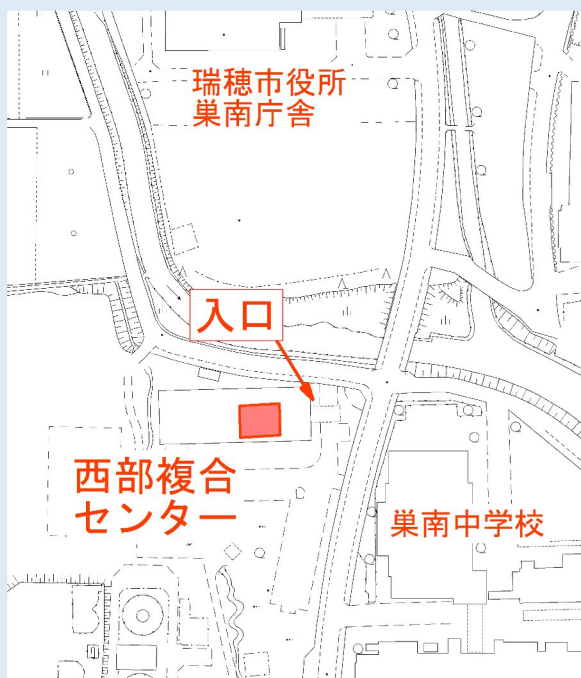 瑞穂市役所
巣南庁舎
入口
西部複合
センター
巣南中学校